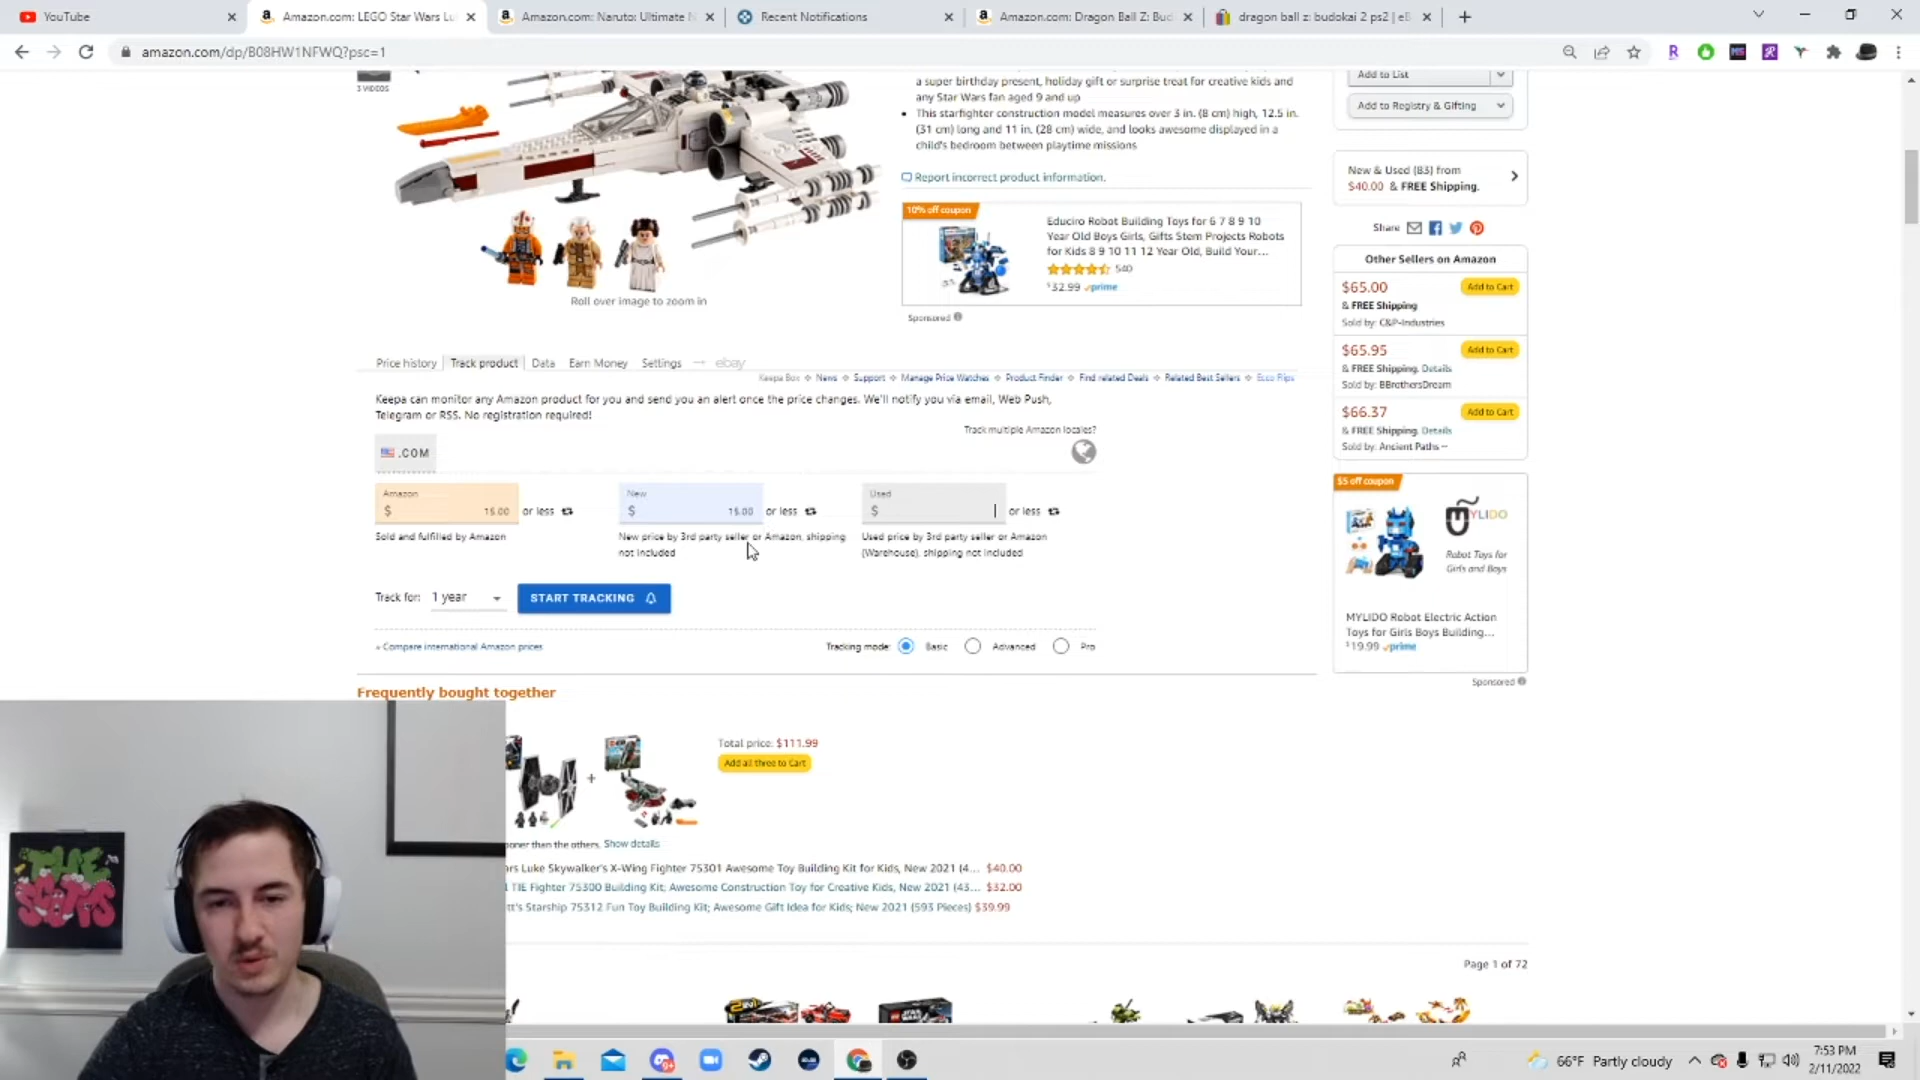 YouTube
Amazon.com: LEGO Star Wars Lu
Amazon.com: Naruto: Ultimate N
Recent Notifications
Amazon.com: Dragon Ball Z: Bud
dragon ball z: budokai 2 ps2 | eB
amazon.com/dp/B08HW1NFWQ?psc=1
3 VIDEOS
a super birthday present, holiday gift or surprise treat for creative kids and
any Star Wars fan aged 9 and up
This starfighter construction model measures over 3 in. (8 cm) high, 12.5 in.
(31 cm) long and 11 in. (28 cm) wide, and looks awesome displayed in a
child's bedroom between playtime missions
Report incorrect product information.
10% off coupon
Educiro Robot Building Toys for 6 7 8 9 10
Year Old Boys Girls, Gifts Stem Projects Robots
for Kids 8 9 10 11 12 Year Old, Build Your...
540
$32.99 prime
Sponsored
Roll over image to zoom in
Add to List
Add to Registry & Gifting
New & Used (83) from
$40.00 & FREE Shipping.
Share
Other Sellers on Amazon
$65.00
Add to Cart
& FREE Shipping
Sold by: C&P-Industries
$65.95
Add to Cart
& FREE Shipping. Details
Sold by: BBrothersDream
$66.37
Add to Cart
& FREE Shipping. Details
Sold by: Ancient Paths ~
$5 off coupon
MYLIDO
Robot Toys for
Girls and Boys
MYLIDO Robot Electric Action
Toys for Girls Boys Building...
$19.99 prime
Sponsored
Price history
Track product
Data
Earn Money
Settings
ebay
Keepa Box
News
Support
Manage Price Watches
Product Finder
Find related Deals
Related Best Sellers
Ecco Rips
Keepa can monitor any Amazon product for you and send you an alert once the price changes. We'll notify you via email, Web Push,
Telegram or RSS. No registration required!
Track multiple Amazon locales?
.COM
Amazon
$ 15.00 or less
Sold and fulfilled by Amazon
New
$ 15.00 or less
New price by 3rd party seller or Amazon, shipping
not included
Used
$ or less
Used price by 3rd party seller or Amazon
(Warehouse), shipping not included
Track for: 1 year
START TRACKING
Compare international Amazon prices
Tracking mode: Basic Advanced Pro
Frequently bought together
Total price: $111.99
Add all three to Cart
ooner than the others. Show details
ars Luke Skywalker's X-Wing Fighter 75301 Awesome Toy Building Kit for Kids, New 2021 (4... $40.00
TIE Fighter 75300 Building Kit; Awesome Construction Toy for Creative Kids, New 2021 (43... $32.00
tt's Starship 75312 Fun Toy Building Kit; Awesome Gift Idea for Kids; New 2021 (593 Pieces) $39.99
Page 1 of 72
66°F Partly cloudy
7:53 PM
2/11/2022